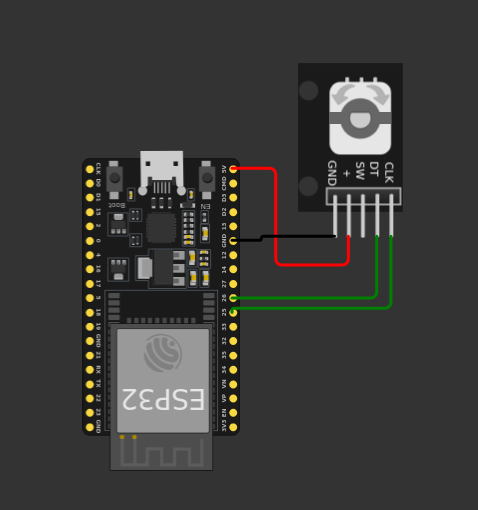 CLK
D0
D1
15
2
0
4
16
17
5
18
19
GND
21
RX
TX
22
23
GND
Boot
EN
ESP32
5V
CMD
D3
D2
13
GND
12
14
27
26
25
33
32
35
34
VN
VP
EN
3V3
GND
+
SW
DT
CLK